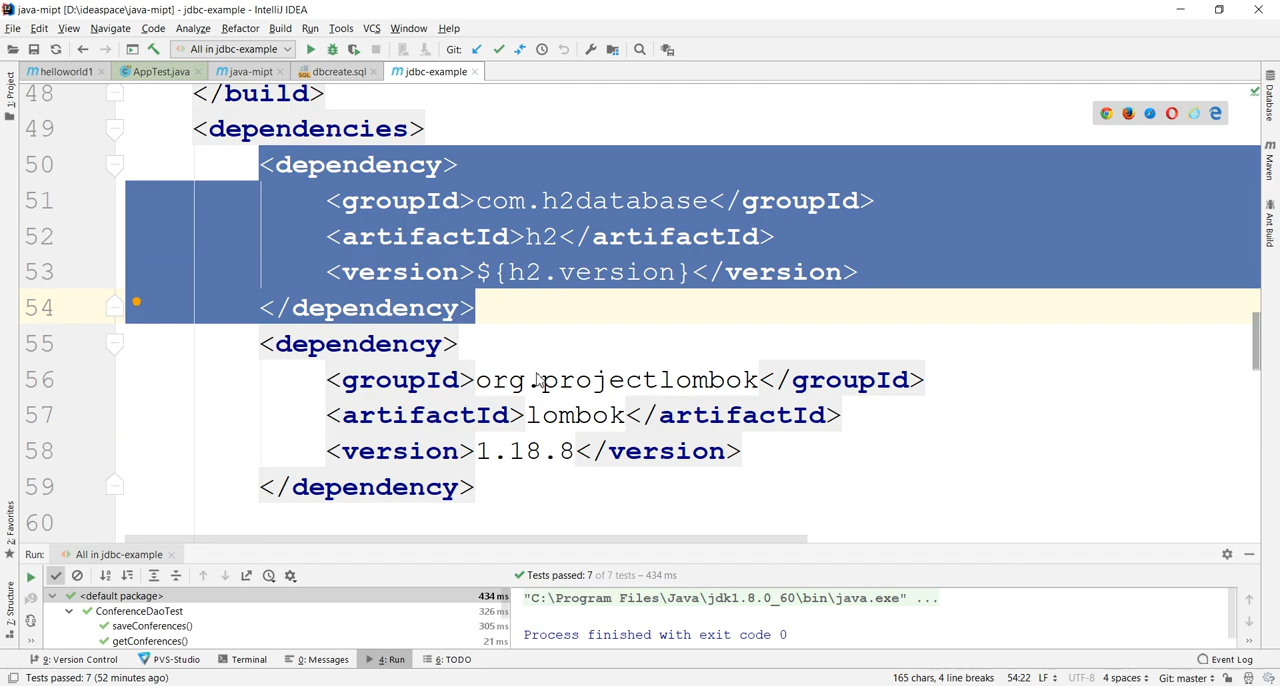 java-mipt [D:\ideaspace\java-mipt] - jdbc-example - IntelliJ IDEA
File Edit View Navigate Code Analyze Refactor Build Run Tools VCS Window Help
All in jdbc-example Git:
helloworld1 AppTest.java java-mipt dbcreate.sql jdbc-example
1: Project
Database
Maven
Ant Build
48 </build>
49 <dependencies>
50 <dependency>
51 <groupId>com.h2database</groupId>
52 <artifactId>h2</artifactId>
53 <version>${h2.version}</version>
54 </dependency>
55 <dependency>
56 <groupId>org.projectlombok</groupId>
57 <artifactId>lombok</artifactId>
58 <version>1.18.8</version>
59 </dependency>
60
2: Favorites
7: Structure
Run: All in jdbc-example
Tests passed: 7 of 7 tests – 434 ms
<default package> 434 ms
ConferenceDaoTest 326 ms
saveConferences() 305 ms
getConferences() 21 ms
"C:\Program Files\Java\jdk1.8.0_60\bin\java.exe" ...
Process finished with exit code 0
9: Version Control PVS-Studio Terminal 0: Messages 4: Run 6: TODO Event Log
Tests passed: 7 (52 minutes ago) 165 chars, 4 line breaks 54:22 LF UTF-8 4 spaces Git: master